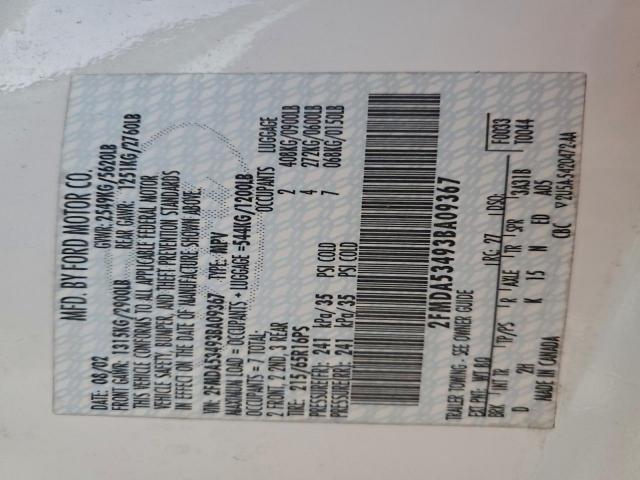 MFD. BY FORD MOTOR CO.
DATE: 08/02 GVWR: 2549KG/5620LB
FRONT GAWR: 1315KG/2900LB REAR GAWR: 1251KG/2760LB
THIS VEHICLE CONFORMS TO ALL APPLICABLE FEDERAL MOTOR
VEHICLE SAFETY, BUMPER, AND THEFT PREVENTION STANDARDS
IN EFFECT ON THE DATE OF MANUFACTURE SHOWN ABOVE.
VIN: 2FMDA53493BA09367 TYPE: MPV
MAXIMUM LOAD = OCCUPANTS + LUGGAGE =544KG/1200LB
OCCUPANTS = 7 TOTAL: OCCUPANTS LUGGAGE
2 FRONT, 2 2ND 3 REAR 2 408KG/0900LB
TIRE: 215/65R16PS 4 272KG/0600LB
PRESSURE/FR: 241 kPa/35 PSI COLD 7 068KG/0150LB
PRESSURE/RR: 241 kPa/35 PSI COLD
2FMDA53493BA09367
TRAILER TOWING - SEE OWNER GUIDE
F0033
T0044
EXT PNT: LRG: 27 DSO:
BRK INT TR TP/PS R AXLE TR SPR 3A31B
D 2H K 15 N ED A05
MADE IN CANADA CBC